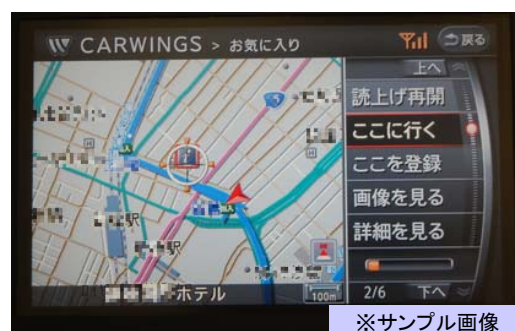 CARWINGS > お気に入り
戻る
上へ
読上げ再開
ここに行く
ここを登録
画像を見る
詳細を見る
2/6 下へ
駅
駅
ホテル
100m
※サンプル画像